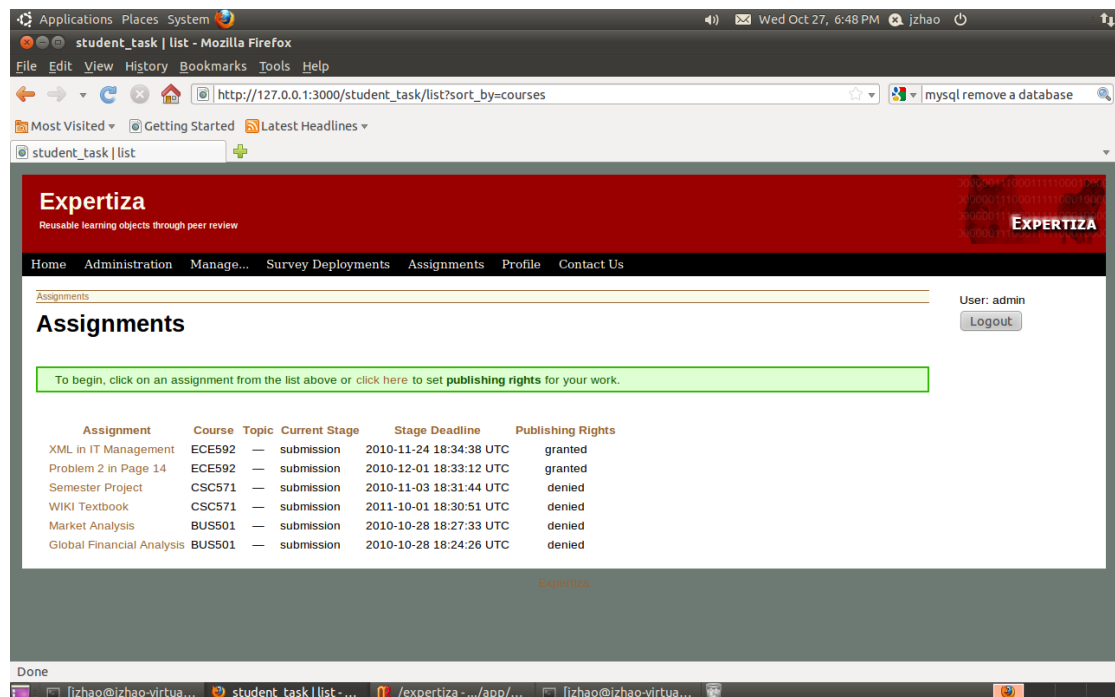 Applications Places System Wed Oct 27, 6:48 PM jzhao
student_task | list - Mozilla Firefox
File Edit View History Bookmarks Tools Help
http://127.0.0.1:3000/student_task/list?sort_by=courses mysql remove a database
Most Visited Getting Started Latest Headlines
student_task | list
Expertiza
Reusable learning objects through peer review
EXPERTIZA
Home Administration Manage... Survey Deployments Assignments Profile Contact Us
Assignments
User: admin
Assignments
Logout
To begin, click on an assignment from the list above or click here to set publishing rights for your work.
Assignment Course Topic Current Stage Stage Deadline Publishing Rights
XML in IT Management ECE592 — submission 2010-11-24 18:34:38 UTC granted
Problem 2 in Page 14 ECE592 — submission 2010-12-01 18:33:12 UTC granted
Semester Project CSC571 — submission 2010-11-03 18:31:44 UTC denied
WIKI Textbook CSC571 — submission 2011-10-01 18:30:51 UTC denied
Market Analysis BUS501 — submission 2010-10-28 18:27:33 UTC denied
Global Financial Analysis BUS501 — submission 2010-10-28 18:24:26 UTC denied
Expertiza
Done
[jzhao@jzhao-virtua... student_task | list - ... /expertiza - .../app/... [jzhao@jzhao-virtua...